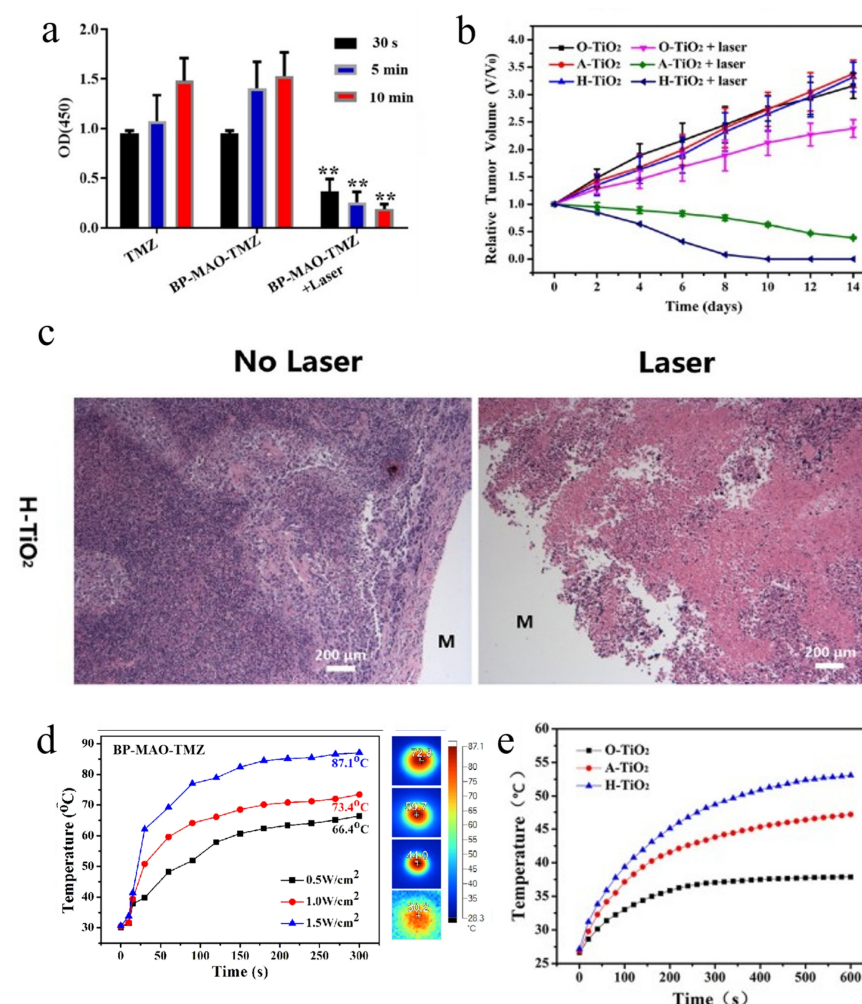 a
2.0
1.5
1.0
0.5
0.0
OD(450)
30 s
5 min
10 min
**
**
**
TMZ
BP-MAO-TMZ
BP-MAO-TMZ
+Laser
b
4.0
3.5
3.0
2.5
2.0
1.5
1.0
0.5
0.0
Relative Tumor Volume (V/V₀)
O-TiO₂
A-TiO₂
H-TiO₂
O-TiO₂ + laser
A-TiO₂ + laser
H-TiO₂ + laser
0 2 4 6 8 10 12 14
Time (days)
c
No Laser
Laser
H-TiO₂
M
200 μm
M
200 μm
d
BP-MAO-TMZ
90
80
70
60
50
40
30
Temperature (°C)
87.1°C
73.4°C
66.4°C
0.5W/cm²
1.0W/cm²
1.5W/cm²
0 50 100 150 200 250 300
Time (s)
87.1
80
75
70
65
60
55
50
45
40
35
28.3
°C
e
60
55
50
45
40
35
30
25
Temperature (℃)
O-TiO₂
A-TiO₂
H-TiO₂
0 100 200 300 400 500 600
Time (s)